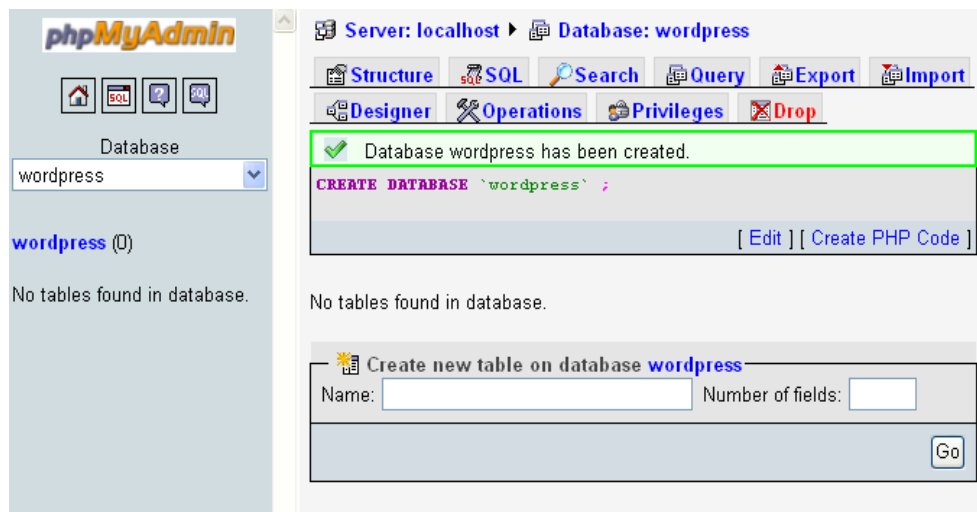 phpMyAdmin
SQL ? SQL
Database
wordpress
wordpress (0)
No tables found in database.
Server: localhost Database: wordpress
Structure SQL Search Query Export Import
Designer Operations Privileges Drop
Database wordpress has been created.
CREATE DATABASE `wordpress` ;
[ Edit ] [ Create PHP Code ]
No tables found in database.
Create new table on database wordpress
Name: Number of fields:
Go